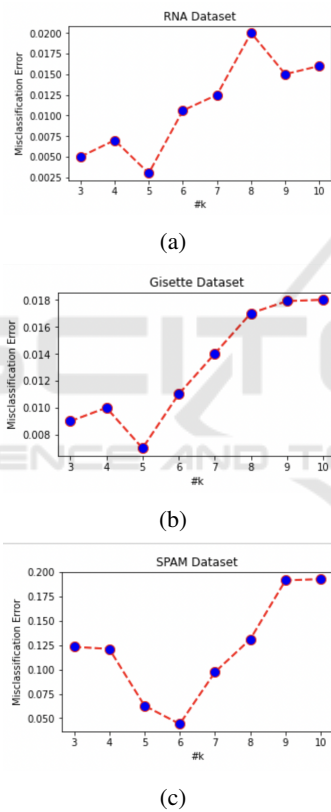 RNA Dataset
Misclassification Error
0.0200
0.0175
0.0150
0.0125
0.0100
0.0075
0.0050
0.0025
3 4 5 6 7 8 9 10
#k
(a)
Gisette Dataset
Misclassification Error
0.018
0.016
0.014
0.012
0.010
0.008
3 4 5 6 7 8 9 10
#k
(b)
SPAM Dataset
Misclassification Error
0.200
0.175
0.150
0.125
0.100
0.075
0.050
3 4 5 6 7 8 9 10
#k
(c)